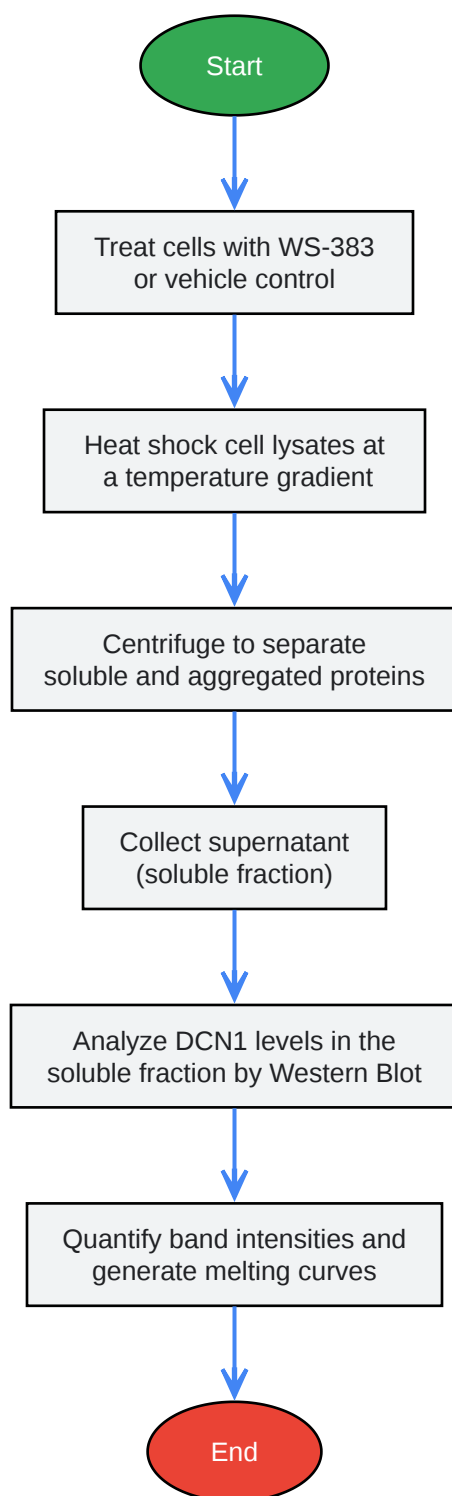 Start
Treat cells with WS-383
or vehicle control
Heat shock cell lysates at
a temperature gradient
Centrifuge to separate
soluble and aggregated proteins
Collect supernatant
(soluble fraction)
Analyze DCN1 levels in the
soluble fraction by Western Blot
Quantify band intensities and
generate melting curves
End